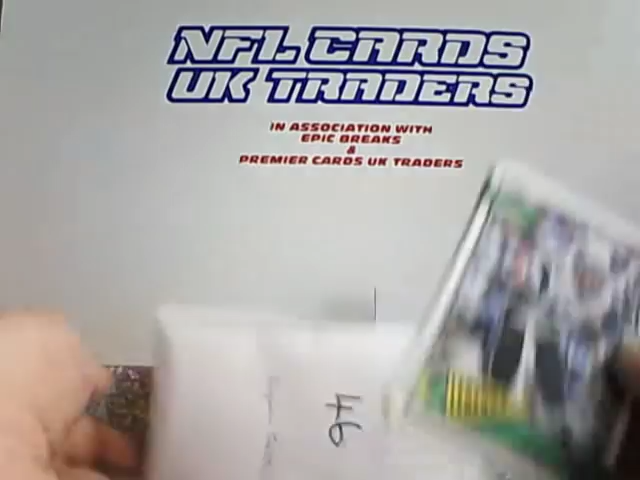 NFL CARDS
UK TRADERS
IN ASSOCIATION WITH
EPIC BREAKS
&
PREMIER CARDS UK TRADERS